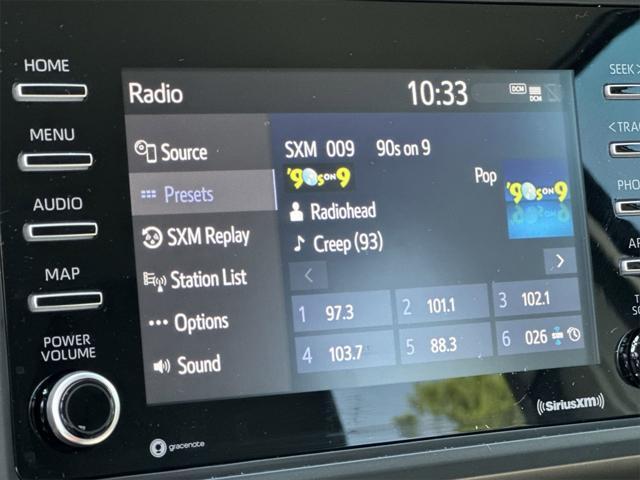 HOME
MENU
AUDIO
MAP
POWER
VOLUME
Radio
10:33
DCM
DCM
Source
Presets
SXM Replay
Station List
Options
Sound
SXM 009 90s on 9
'90s ON 9
Pop
'90s ON 9
Radiohead
Creep (93)
<
>
1 97.3
2 101.1
3 102.1
4 103.7
5 88.3
6 026
SEEK >
< TRAC
PHO
gracenote
((SiriusXM))